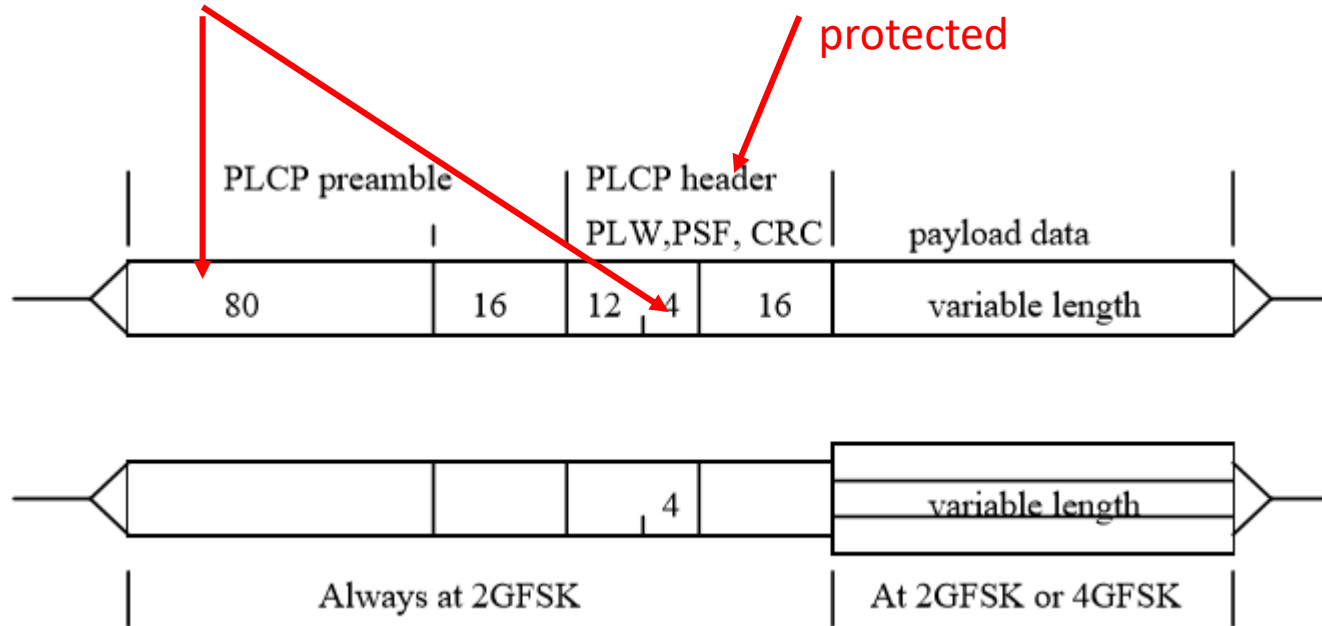 protected
PLCP preamble PLCP header
PLW,PSF, CRC payload data
80 16 12 4 16 variable length
4 variable length
Always at 2GFSK At 2GFSK or 4GFSK